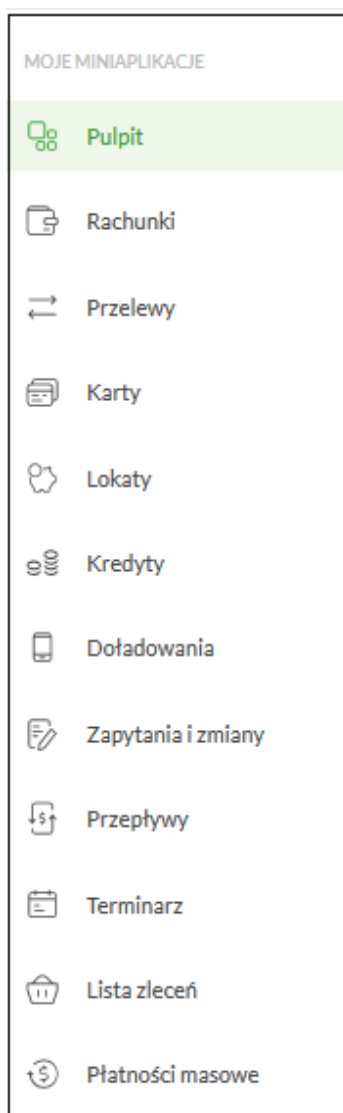 MOJE MINIAPLIKACJE
Pulpit
Rachunki
Przelewy
Karty
Lokaty
Kredyty
Doładowania
Zapytania i zmiany
Przepływy
Terminarz
Lista zleceń
Płatności masowe